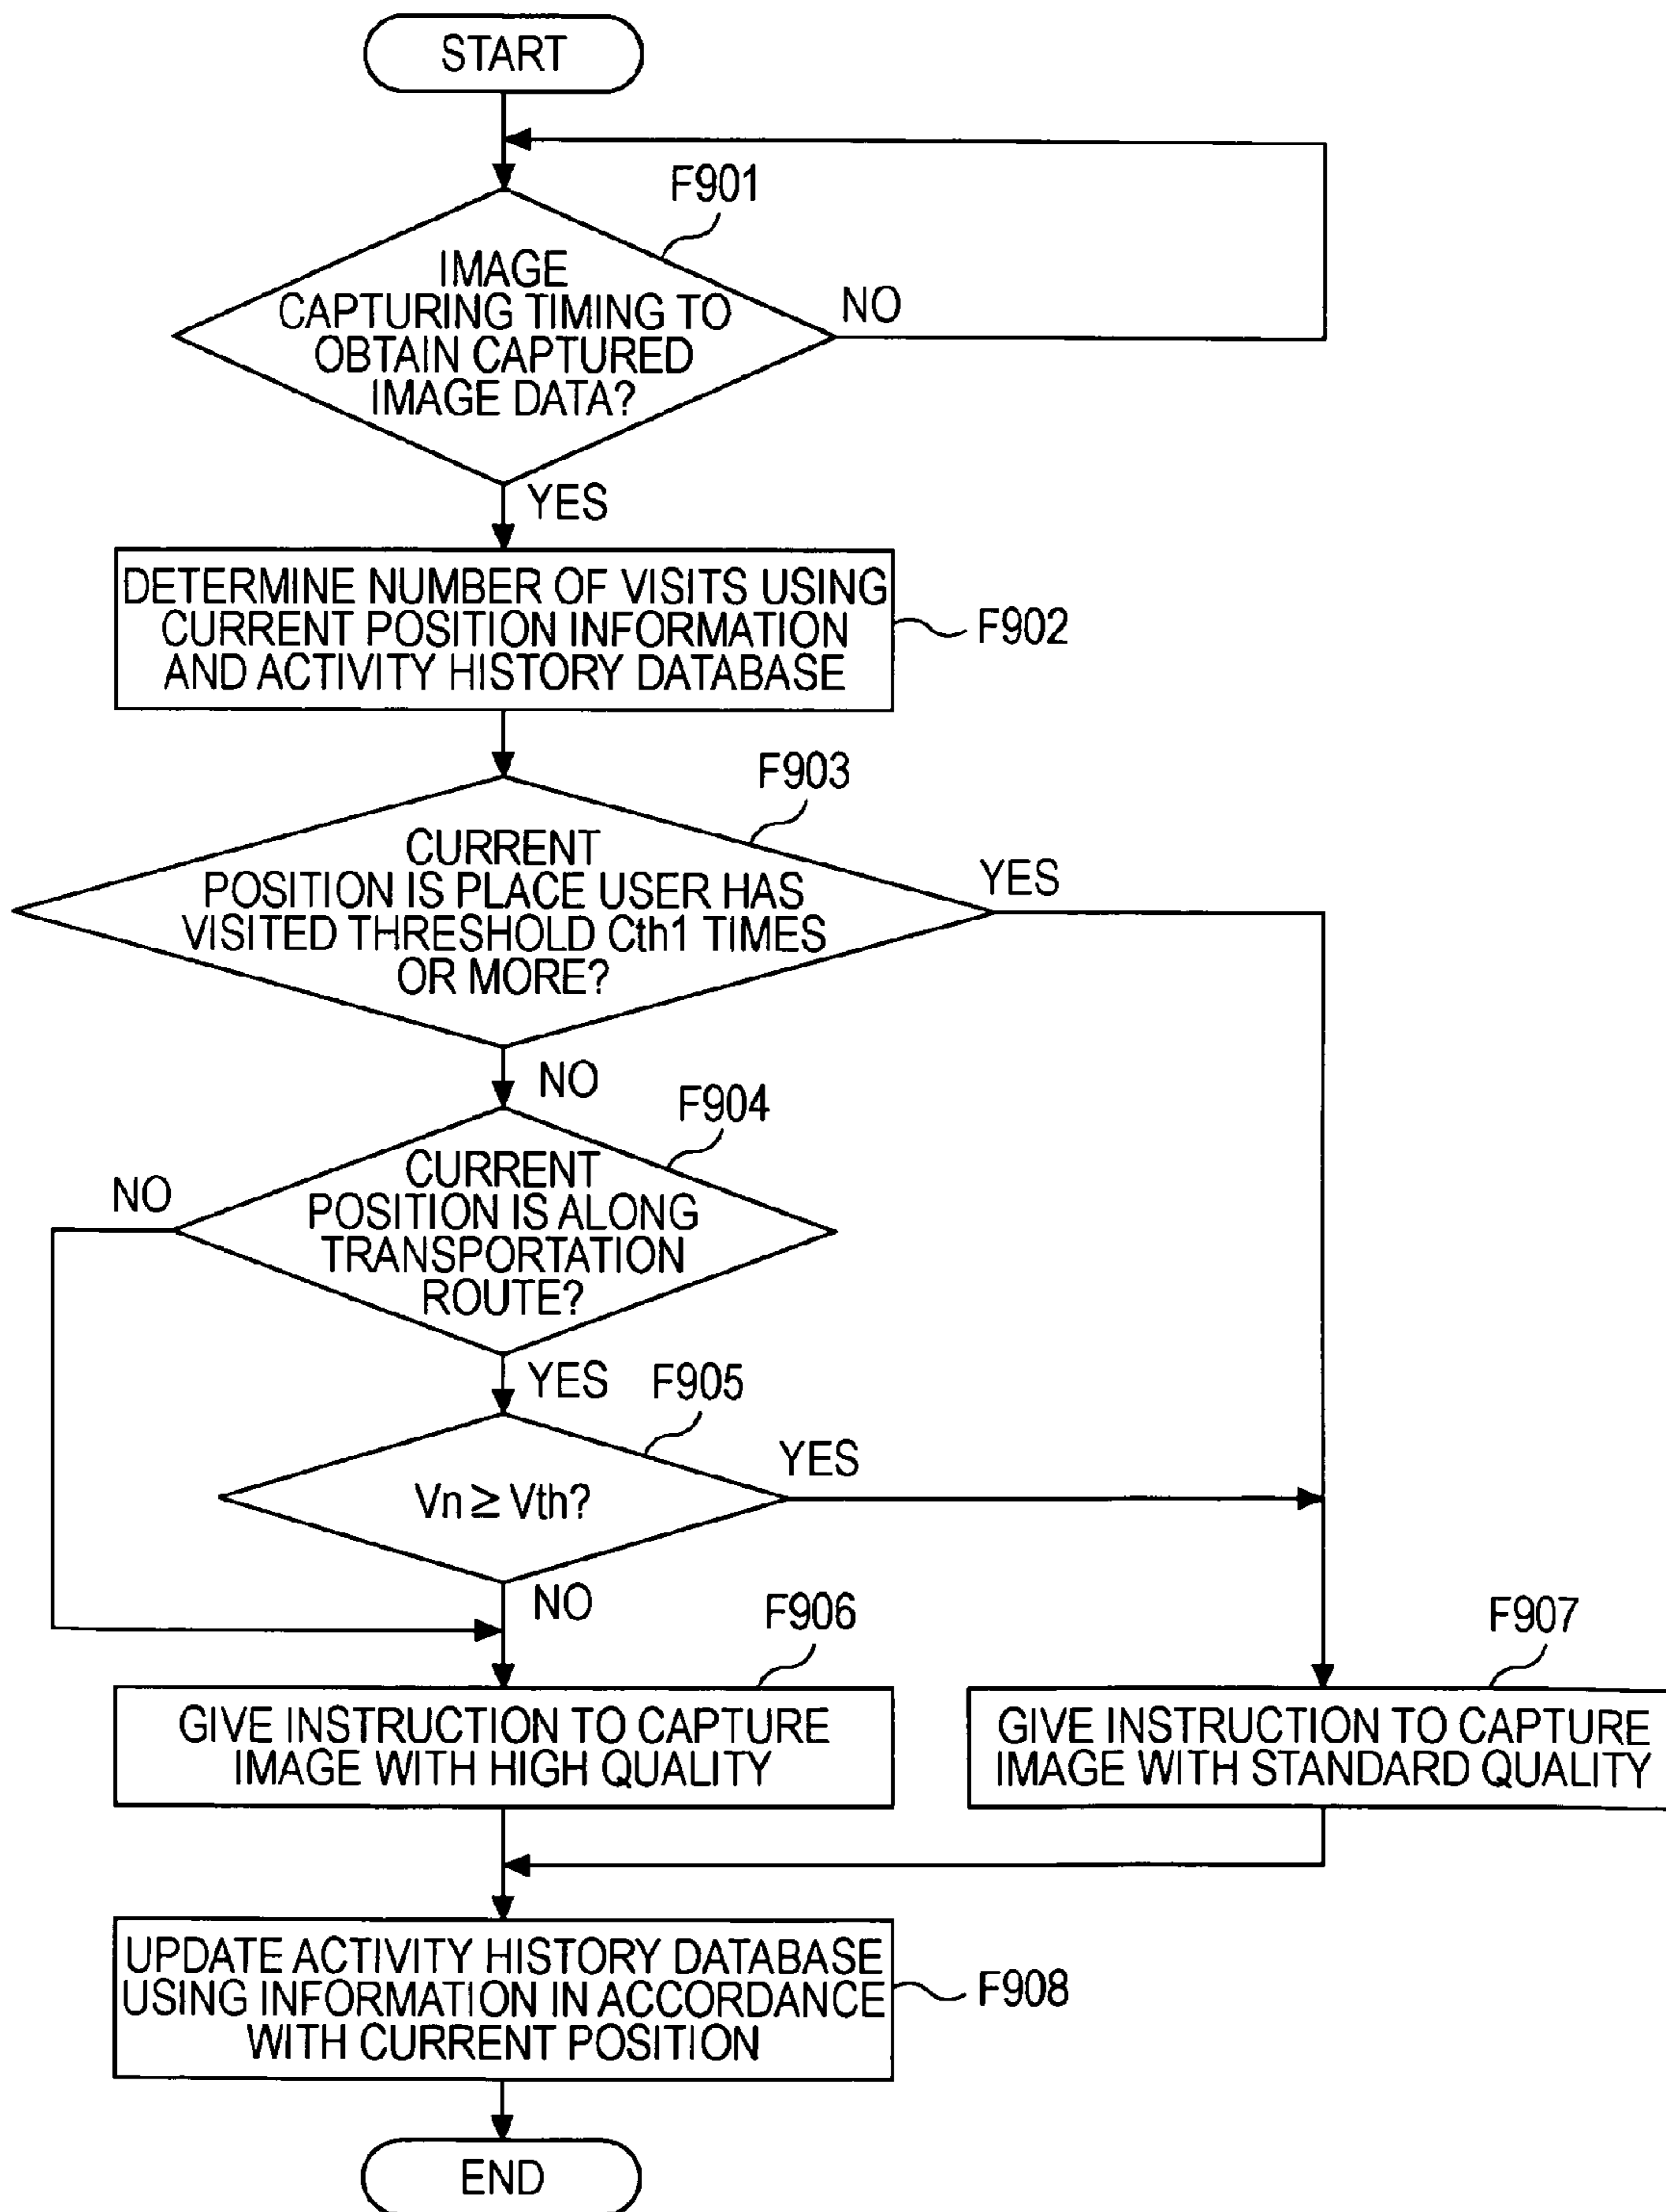 START
F901
IMAGE
CAPTURING TIMING TO
OBTAIN CAPTURED
IMAGE DATA?
NO
YES
DETERMINE NUMBER OF VISITS USING
CURRENT POSITION INFORMATION
AND ACTIVITY HISTORY DATABASE
F902
F903
CURRENT
POSITION IS PLACE USER HAS
VISITED THRESHOLD Cth1 TIMES
OR MORE?
YES
NO
F904
CURRENT
POSITION IS ALONG
TRANSPORTATION
ROUTE?
NO
YES
F905
Vn ≧ Vth?
YES
NO
F906
GIVE INSTRUCTION TO CAPTURE
IMAGE WITH HIGH QUALITY
F907
GIVE INSTRUCTION TO CAPTURE
IMAGE WITH STANDARD QUALITY
UPDATE ACTIVITY HISTORY DATABASE
USING INFORMATION IN ACCORDANCE
WITH CURRENT POSITION
F908
END